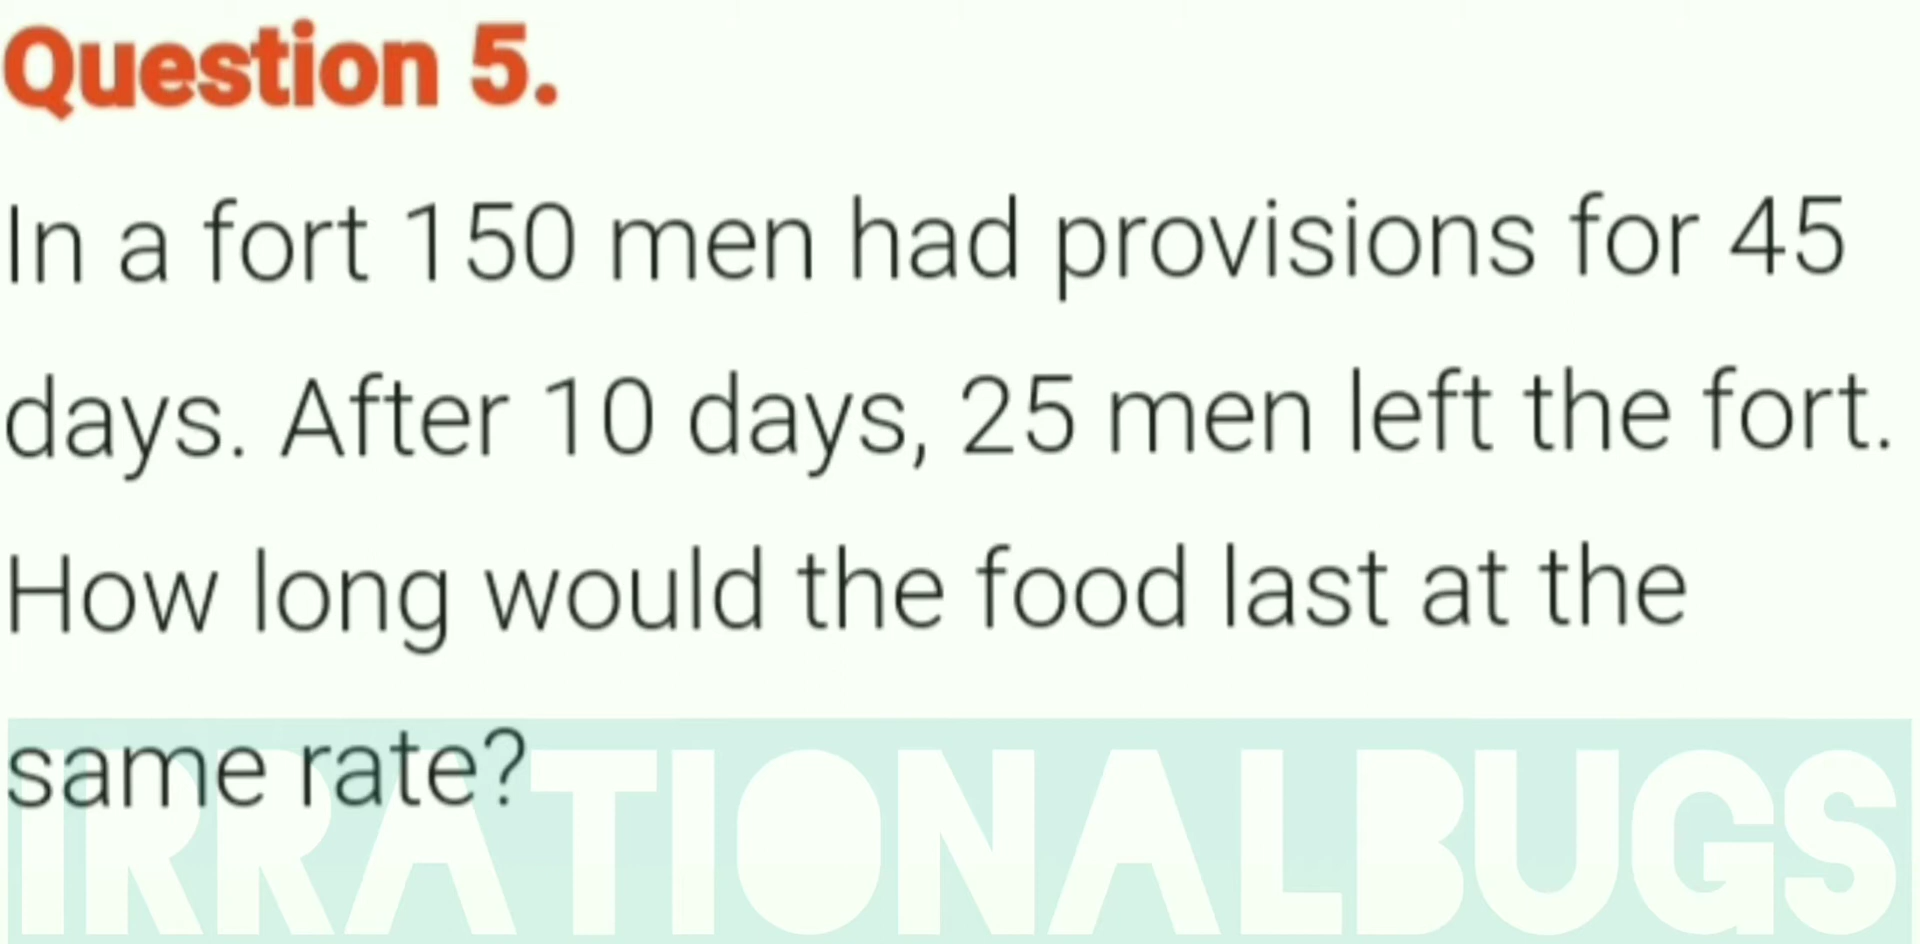 Question 5.
In a fort 150 men had provisions for 45
days. After 10 days, 25 men left the fort.
How long would the food last at the
same rate?
IRRATIONALBUGS